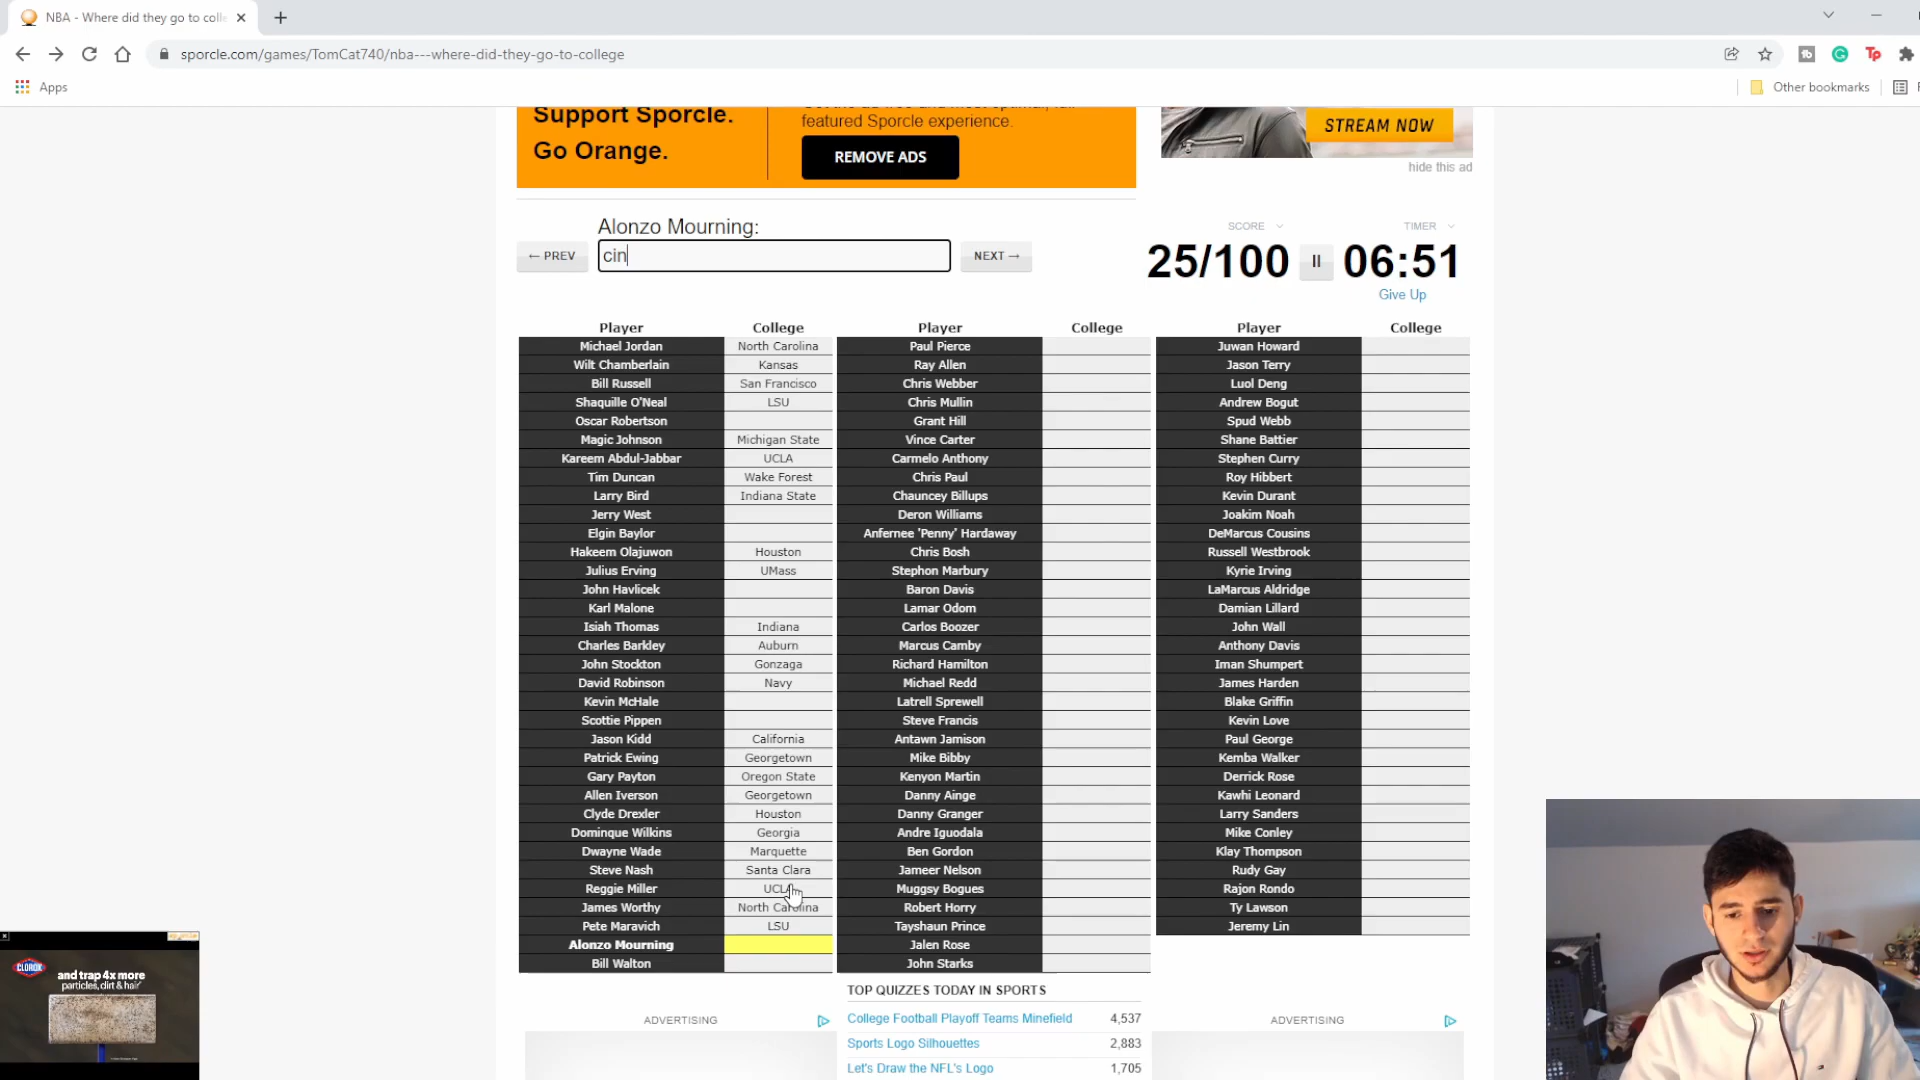 NBA - Where did they go to colle
sporcle.com/games/TomCat740/nba---where-did-they-go-to-college
Apps
Other bookmarks
Support Sporcle.
Go Orange.
featured Sporcle experience.
REMOVE ADS
STREAM NOW
hide this ad
Alonzo Mourning:
← PREV
cin
NEXT →
SCORE
25/100
TIMER
06:51
Give Up
Player College
Michael Jordan North Carolina
Wilt Chamberlain Kansas
Bill Russell San Francisco
Shaquille O'Neal LSU
Oscar Robertson
Magic Johnson Michigan State
Kareem Abdul-Jabbar UCLA
Tim Duncan Wake Forest
Larry Bird Indiana State
Jerry West
Elgin Baylor
Hakeem Olajuwon Houston
Julius Erving UMass
John Havlicek
Karl Malone
Isiah Thomas Indiana
Charles Barkley Auburn
John Stockton Gonzaga
David Robinson Navy
Kevin McHale
Scottie Pippen
Jason Kidd California
Patrick Ewing Georgetown
Gary Payton Oregon State
Allen Iverson Georgetown
Clyde Drexler Houston
Dominque Wilkins Georgia
Dwayne Wade Marquette
Steve Nash Santa Clara
Reggie Miller UCLA
James Worthy North Carolina
Pete Maravich LSU
Alonzo Mourning
Bill Walton
Player College
Paul Pierce
Ray Allen
Chris Webber
Chris Mullin
Grant Hill
Vince Carter
Carmelo Anthony
Chris Paul
Chauncey Billups
Deron Williams
Anfernee 'Penny' Hardaway
Chris Bosh
Stephon Marbury
Baron Davis
Lamar Odom
Carlos Boozer
Marcus Camby
Richard Hamilton
Michael Redd
Latrell Sprewell
Steve Francis
Antawn Jamison
Mike Bibby
Kenyon Martin
Danny Ainge
Danny Granger
Andre Iguodala
Ben Gordon
Jameer Nelson
Muggsy Bogues
Robert Horry
Tayshaun Prince
Jalen Rose
John Starks
Player College
Juwan Howard
Jason Terry
Luol Deng
Andrew Bogut
Spud Webb
Shane Battier
Stephen Curry
Roy Hibbert
Kevin Durant
Joakim Noah
DeMarcus Cousins
Russell Westbrook
Kyrie Irving
LaMarcus Aldridge
Damian Lillard
John Wall
Anthony Davis
Iman Shumpert
James Harden
Blake Griffin
Kevin Love
Paul George
Kemba Walker
Derrick Rose
Kawhi Leonard
Larry Sanders
Mike Conley
Klay Thompson
Rudy Gay
Rajon Rondo
Ty Lawson
Jeremy Lin
TOP QUIZZES TODAY IN SPORTS
College Football Playoff Teams Minefield 4,537
Sports Logo Silhouettes 2,883
Let's Draw the NFL's Logo 1,705
ADVERTISING
ADVERTISING
CLOROX
and trap 4x more
particles, dirt & hair